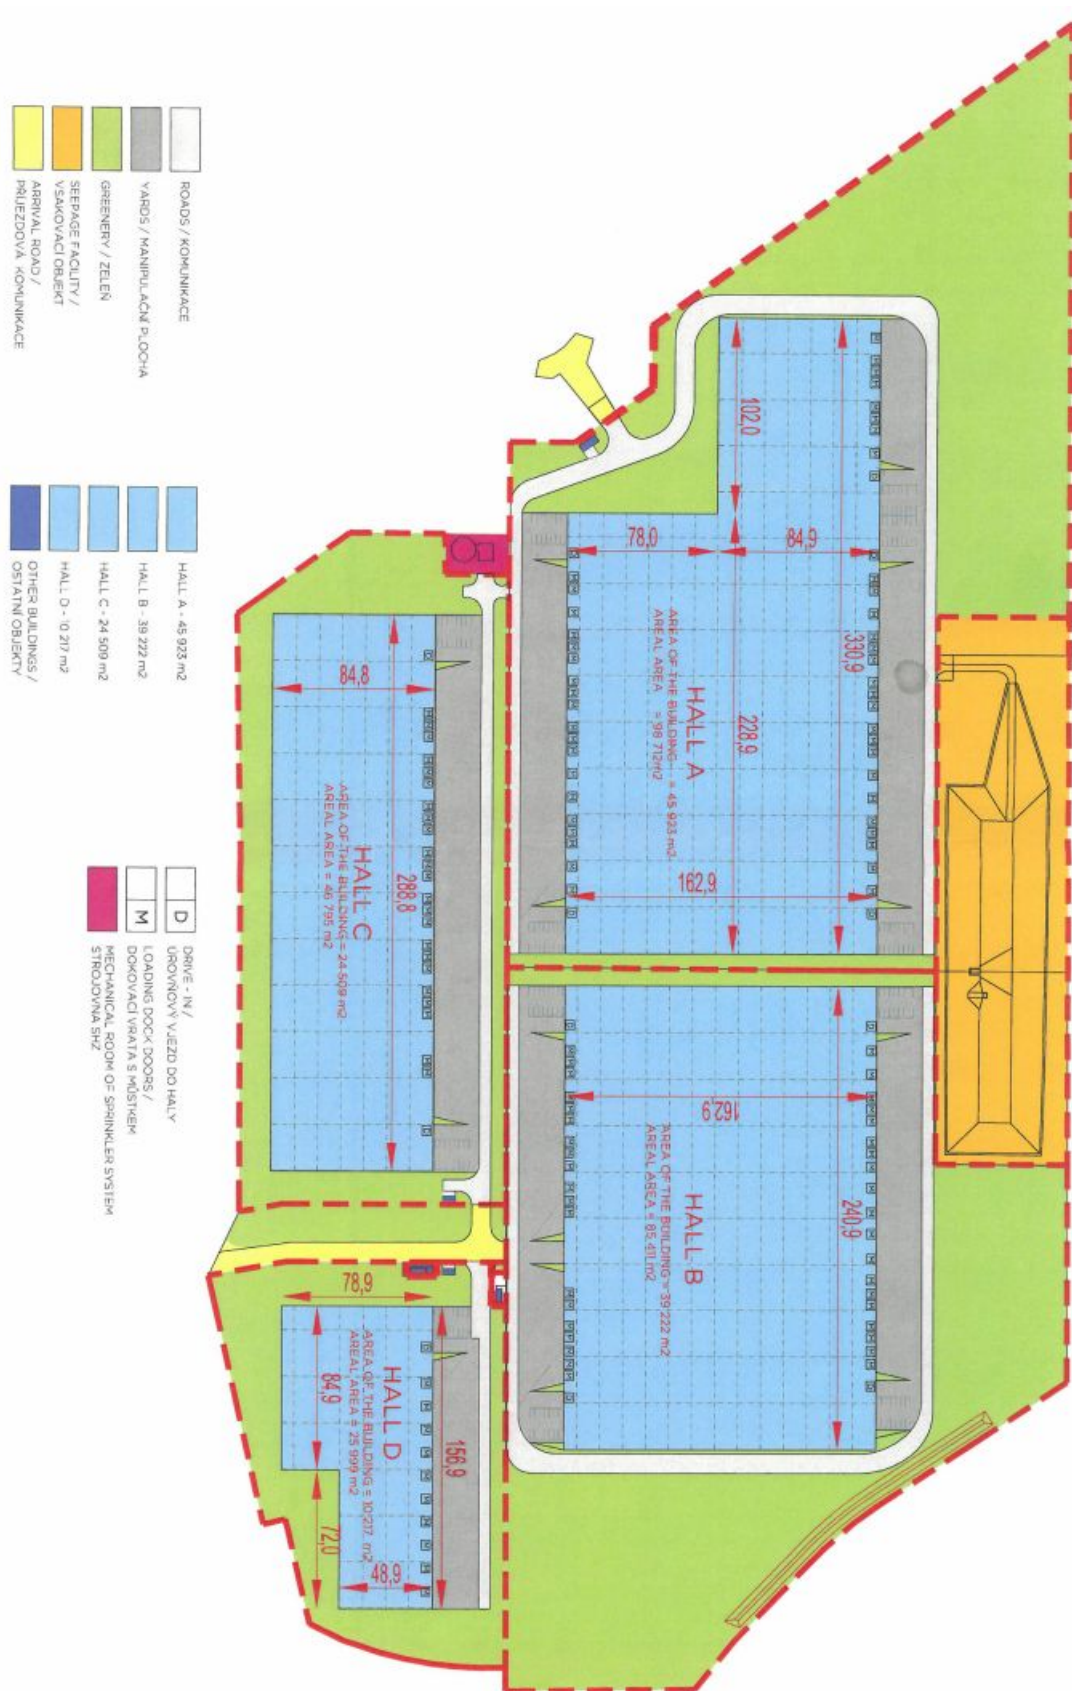 HALL A
AREA OF THE BUILDING = 45 923 m2
AREAL AREA = 98 712m2
102,0
78,0
84,9
330,9
228,9
162,9
HALL B
AREA OF THE BUILDING = 39 222 m2
AREAL AREA = 85 411 m2
162,9
240,9
HALL C
AREA OF THE BUILDING = 24 509 m2
AREAL AREA = 46 795 m2
84,8
288,8
HALL D
AREA OF THE BUILDING = 10 217 m2
AREAL AREA = 25 999 m2
78,9
84,9
156,9
72,0
48,9
ROADS / KOMUNIKACE
YARDS / MANIPULAČNÍ PLOCHA
GREENERY / ZELEŇ
SEEPAGE FACILITY /
VSAKOVACÍ OBJEKT
ARRIVAL ROAD /
PŘÍJEZDOVÁ KOMUNIKACE
HALL A - 45 923 m2
HALL B - 39 222 m2
HALL C - 24 509 m2
HALL D - 10 217 m2
OTHER BUILDINGS /
OSTATNÍ OBJEKTY
D
DRIVE - IN /
ÚROVŇOVÝ VJEZD DO HALY
M
LOADING DOCK DOORS /
DOKOVACÍ VRATA S MŮSTKEM
MECHANICAL ROOM OF SPRINKLER SYSTEM
STROJOVNA SHZ